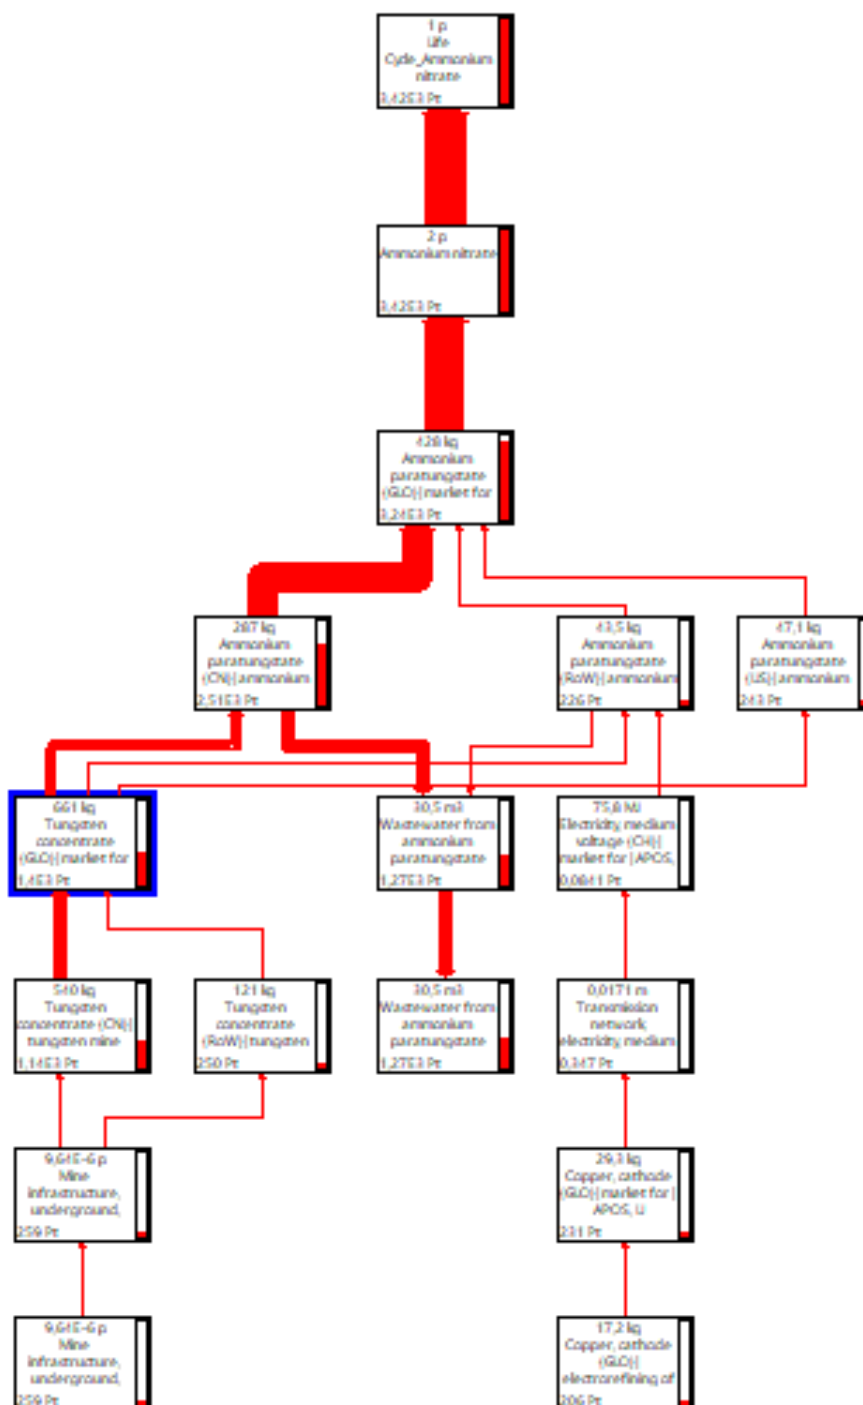 1 p
Life
Cycle_Ammonium
nitrate
3,42E3 Pt
2 p
Ammonium nitrate
3,42E3 Pt
428 kg
Ammonium
paratungstate
(GLO)| market for
3,24E3 Pt
287 kg
Ammonium
paratungstate
(CN)| ammonium
2,51E3 Pt
43,5 kg
Ammonium
paratungstate
(RoW)| ammonium
226 Pt
47,1 kg
Ammonium
paratungstate
(US)| ammonium
243 Pt
661 kg
Tungsten
concentrate
(GLO)| market for
1,4E3 Pt
30,5 m3
Wastewater from
ammonium
paratungstate
1,27E3 Pt
75,8 MJ
Electricity, medium
voltage (CH)|
market for | APOS,
0,0841 Pt
540 kg
Tungsten
concentrate (CN)|
tungsten mine
1,14E3 Pt
121 kg
Tungsten
concentrate
(RoW)| tungsten
250 Pt
30,5 m3
Wastewater from
ammonium
paratungstate
1,27E3 Pt
0,0171 m
Transmission
network,
electricity, medium
0,347 Pt
9,64E-6 p
Mine
infrastructure,
underground,
259 Pt
29,3 kg
Copper, cathode
(GLO)| market for |
APOS, U
231 Pt
9,64E-6 p
Mine
infrastructure,
underground,
259 Pt
17,2 kg
Copper, cathode
(GLO)|
electrorefining of
206 Pt